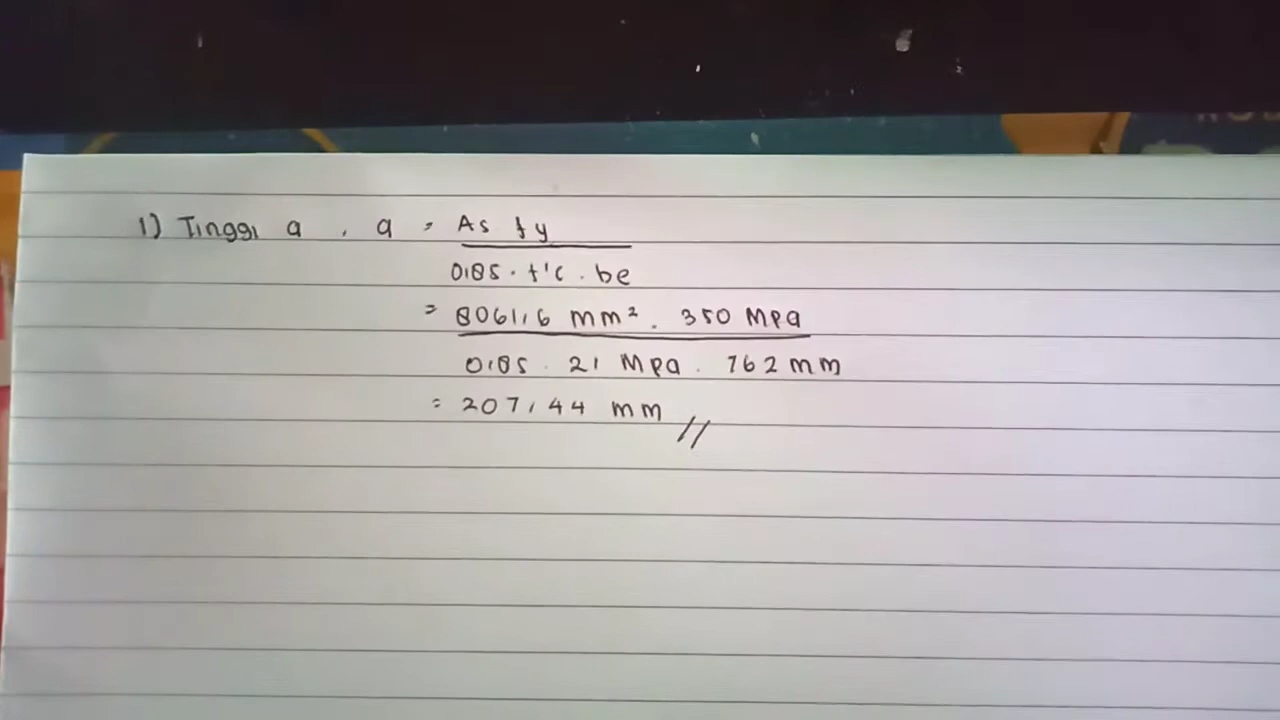 1) Tinggi a , a = As fy
0,85 . f'c . be
= 8061,6 mm² . 350 Mpa
0,85 . 21 Mpa . 762 mm
= 207,44 mm //